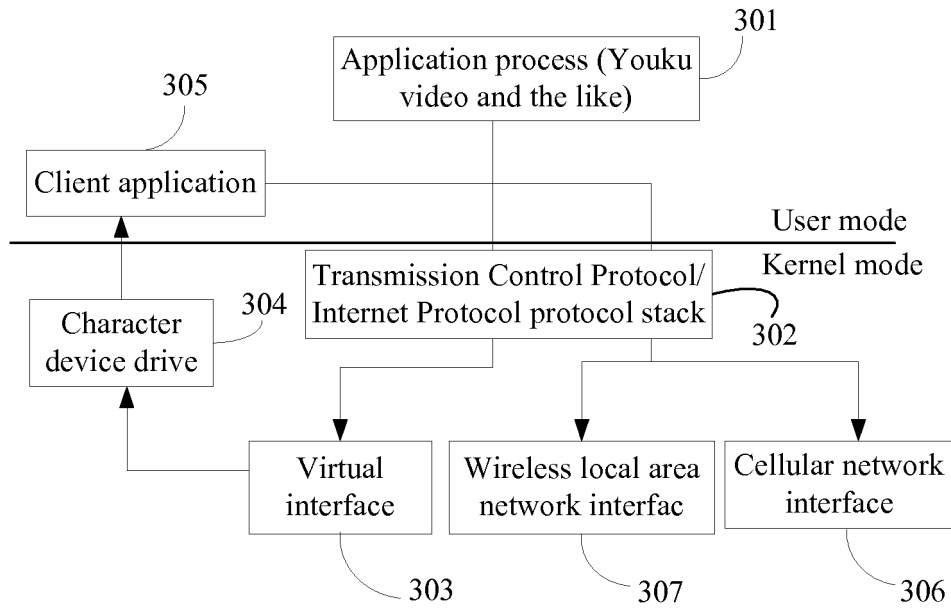 301
Application process (Youku
video and the like)
305
Client application
User mode
Kernel mode
Transmission Control Protocol/
Internet Protocol protocol stack
302
304
Character
device drive
Virtual
interface
Wireless local area
network interfac
Cellular network
interface
303
307
306